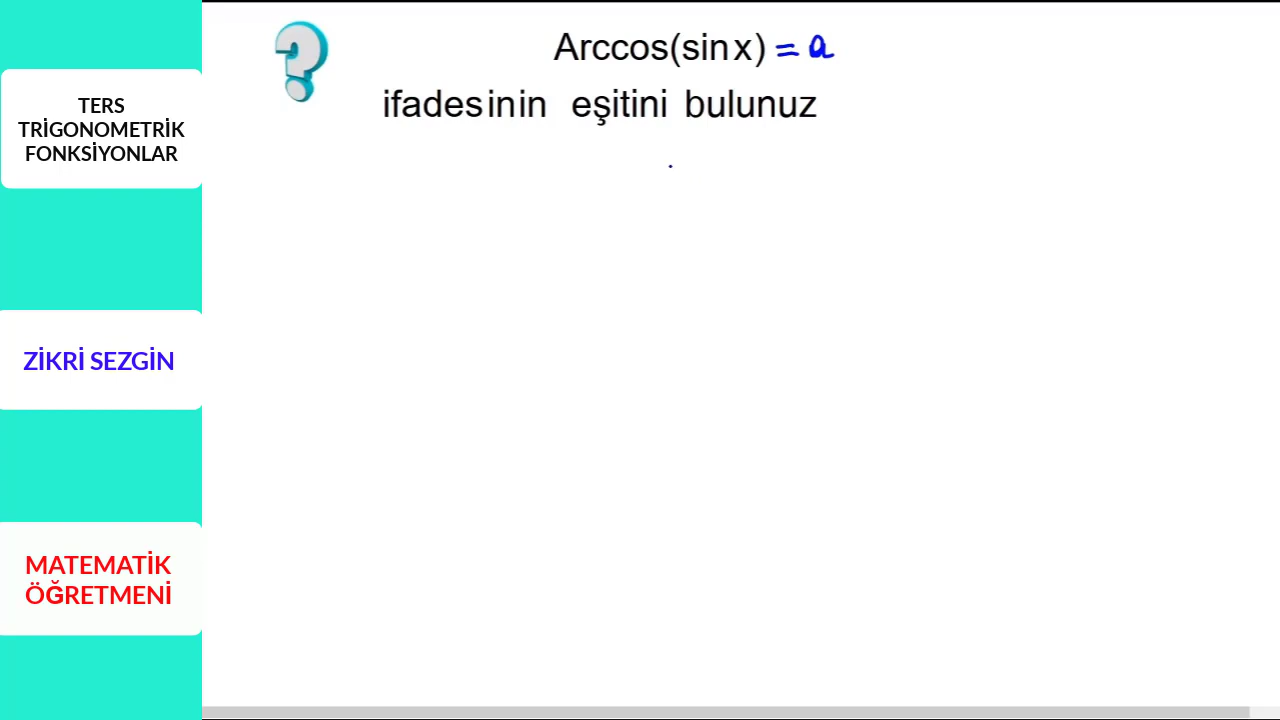 TERS
TRİGONOMETRİK
FONKSİYONLAR
ZİKRİ SEZGİN
MATEMATİK
ÖĞRETMENİ
Arccos(sin x) = a
ifadesinin eşitini bulunuz